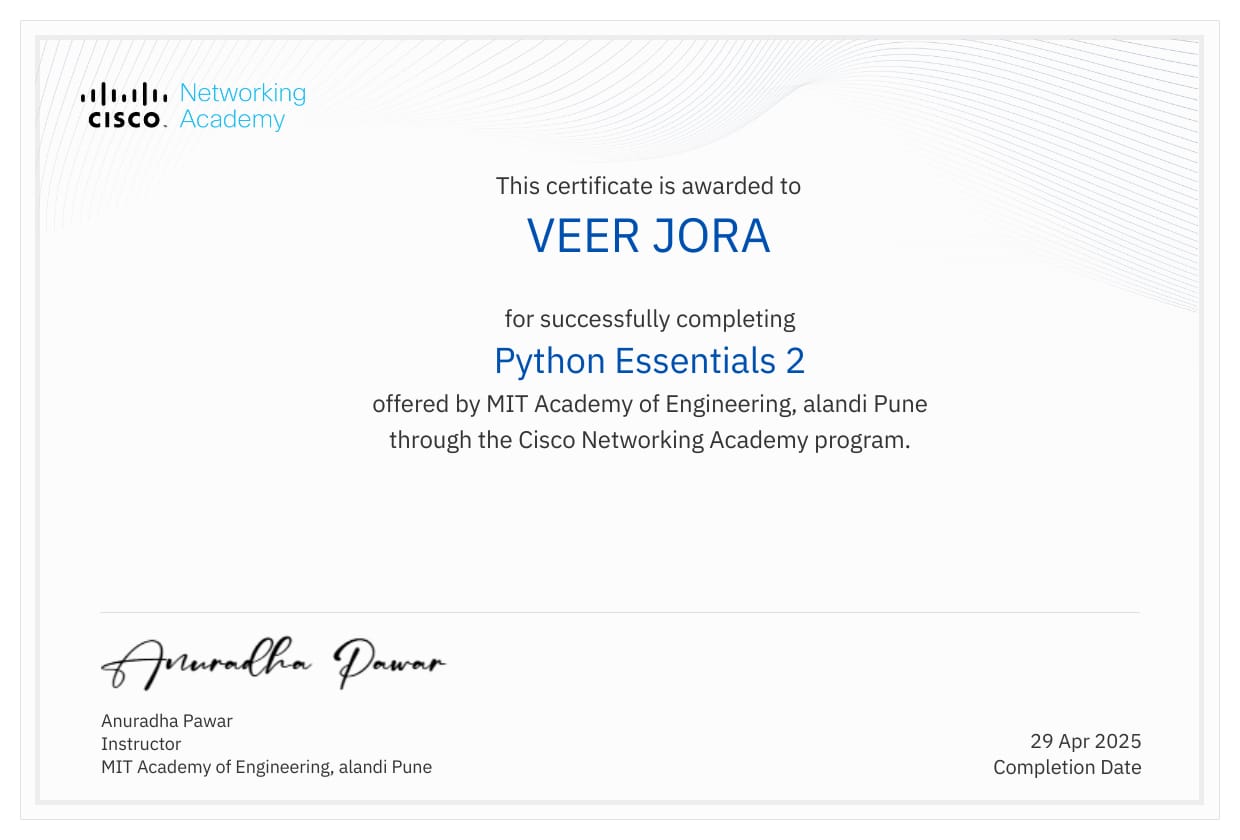 Networking
CISCO Academy
This certificate is awarded to
VEER JORA
for successfully completing
Python Essentials 2
offered by MIT Academy of Engineering, alandi Pune
through the Cisco Networking Academy program.
Anuradha Pawar
Anuradha Pawar
Instructor
MIT Academy of Engineering, alandi Pune
29 Apr 2025
Completion Date